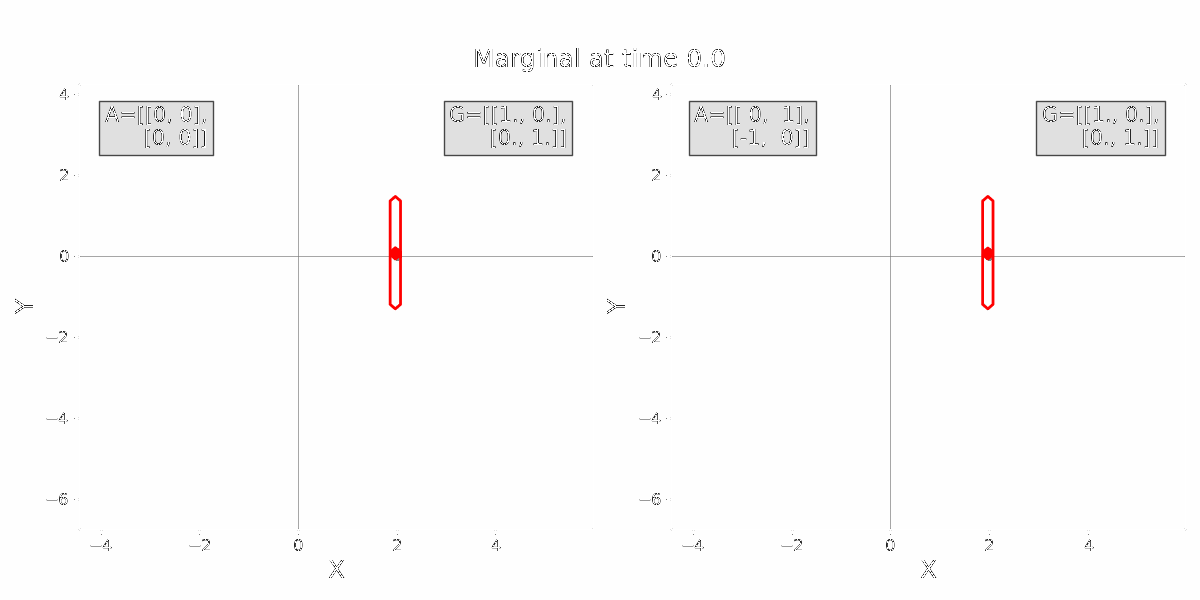 Marginal at time 0.0
A=[[0, 0],
[0, 0]]
G=[[1., 0.],
[0., 1.]]
4
2
0
−2
−4
−6
Y
−4
−2
0
2
4
X
A=[[ 0, 1],
[-1, 0]]
G=[[1., 0.],
[0., 1.]]
4
2
0
−2
−4
−6
Y
−4
−2
0
2
4
X